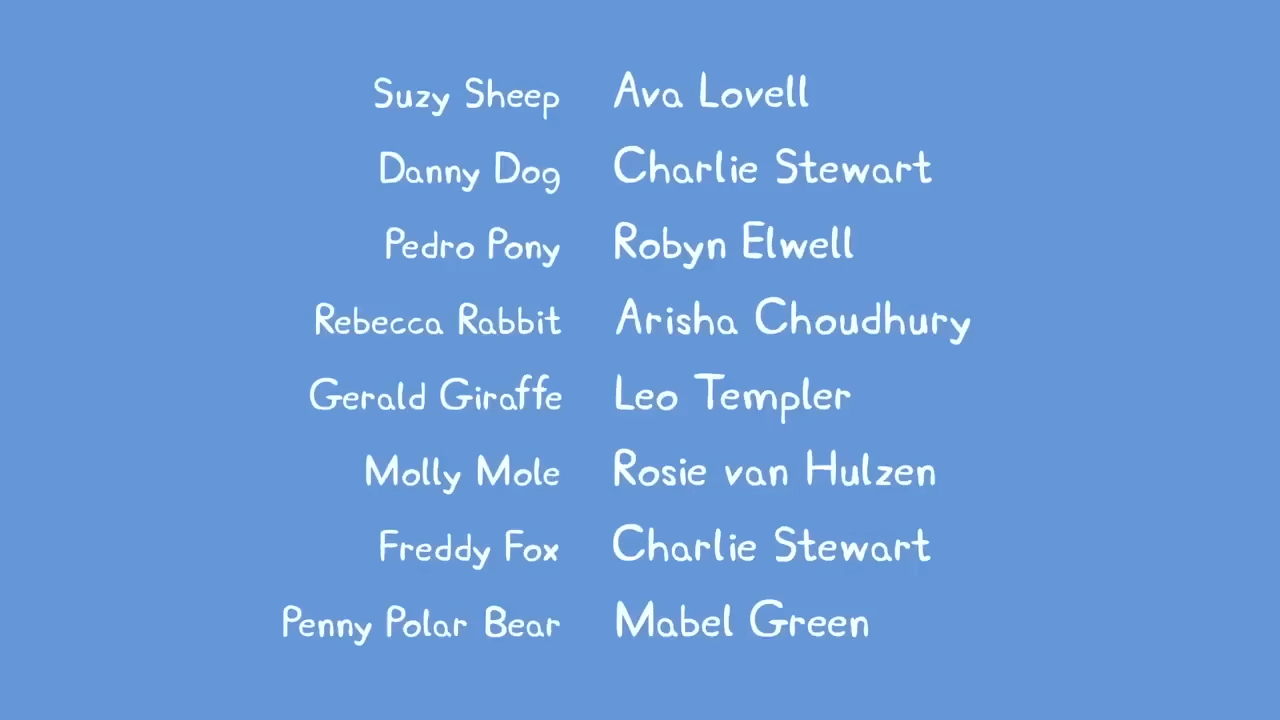 Suzy Sheep Ava Lovell
Danny Dog Charlie Stewart
Pedro Pony Robyn Elwell
Rebecca Rabbit Arisha Choudhury
Gerald Giraffe Leo Templer
Molly Mole Rosie van Hulzen
Freddy Fox Charlie Stewart
Penny Polar Bear Mabel Green